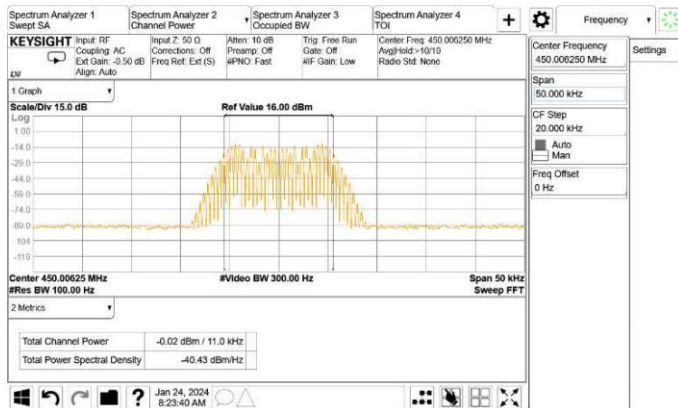 Spectrum Analyzer 1
Swept SA
Spectrum Analyzer 2
Channel Power
Spectrum Analyzer 3
Occupied BW
Spectrum Analyzer 4
TOI
Frequency
KEYSIGHT
Input: RF
Coupling: AC
Ext Gain: -0.50 dB
Align: Auto
Input Z: 50 Ω
Corrections: Off
Freq Ref: Ext (S)
Atten: 10 dB
Preamp: Off
#PNO: Fast
Trig: Free Run
Gate: Off
#IF Gain: Low
Center Freq: 450.006250 MHz
Avg|Hold:>10/10
Radio Std: None
LXI
1 Graph
Scale/Div 15.0 dB
Ref Value 16.00 dBm
Log
1.00
-14.0
-29.0
-44.0
-59.0
-74.0
-89.0
-104
-119
Center 450.00625 MHz
#Video BW 300.00 Hz
Span 50 kHz
#Res BW 100.00 Hz
Sweep FFT
2 Metrics
Total Channel Power
-0.02 dBm / 11.0 kHz
Total Power Spectral Density
-40.43 dBm/Hz
Jan 24, 2024
8:23:40 AM
?
Center Frequency
450.006250 MHz
Settings
Span
50.000 kHz
CF Step
20.000 kHz
Auto
Man
Freq Offset
0 Hz